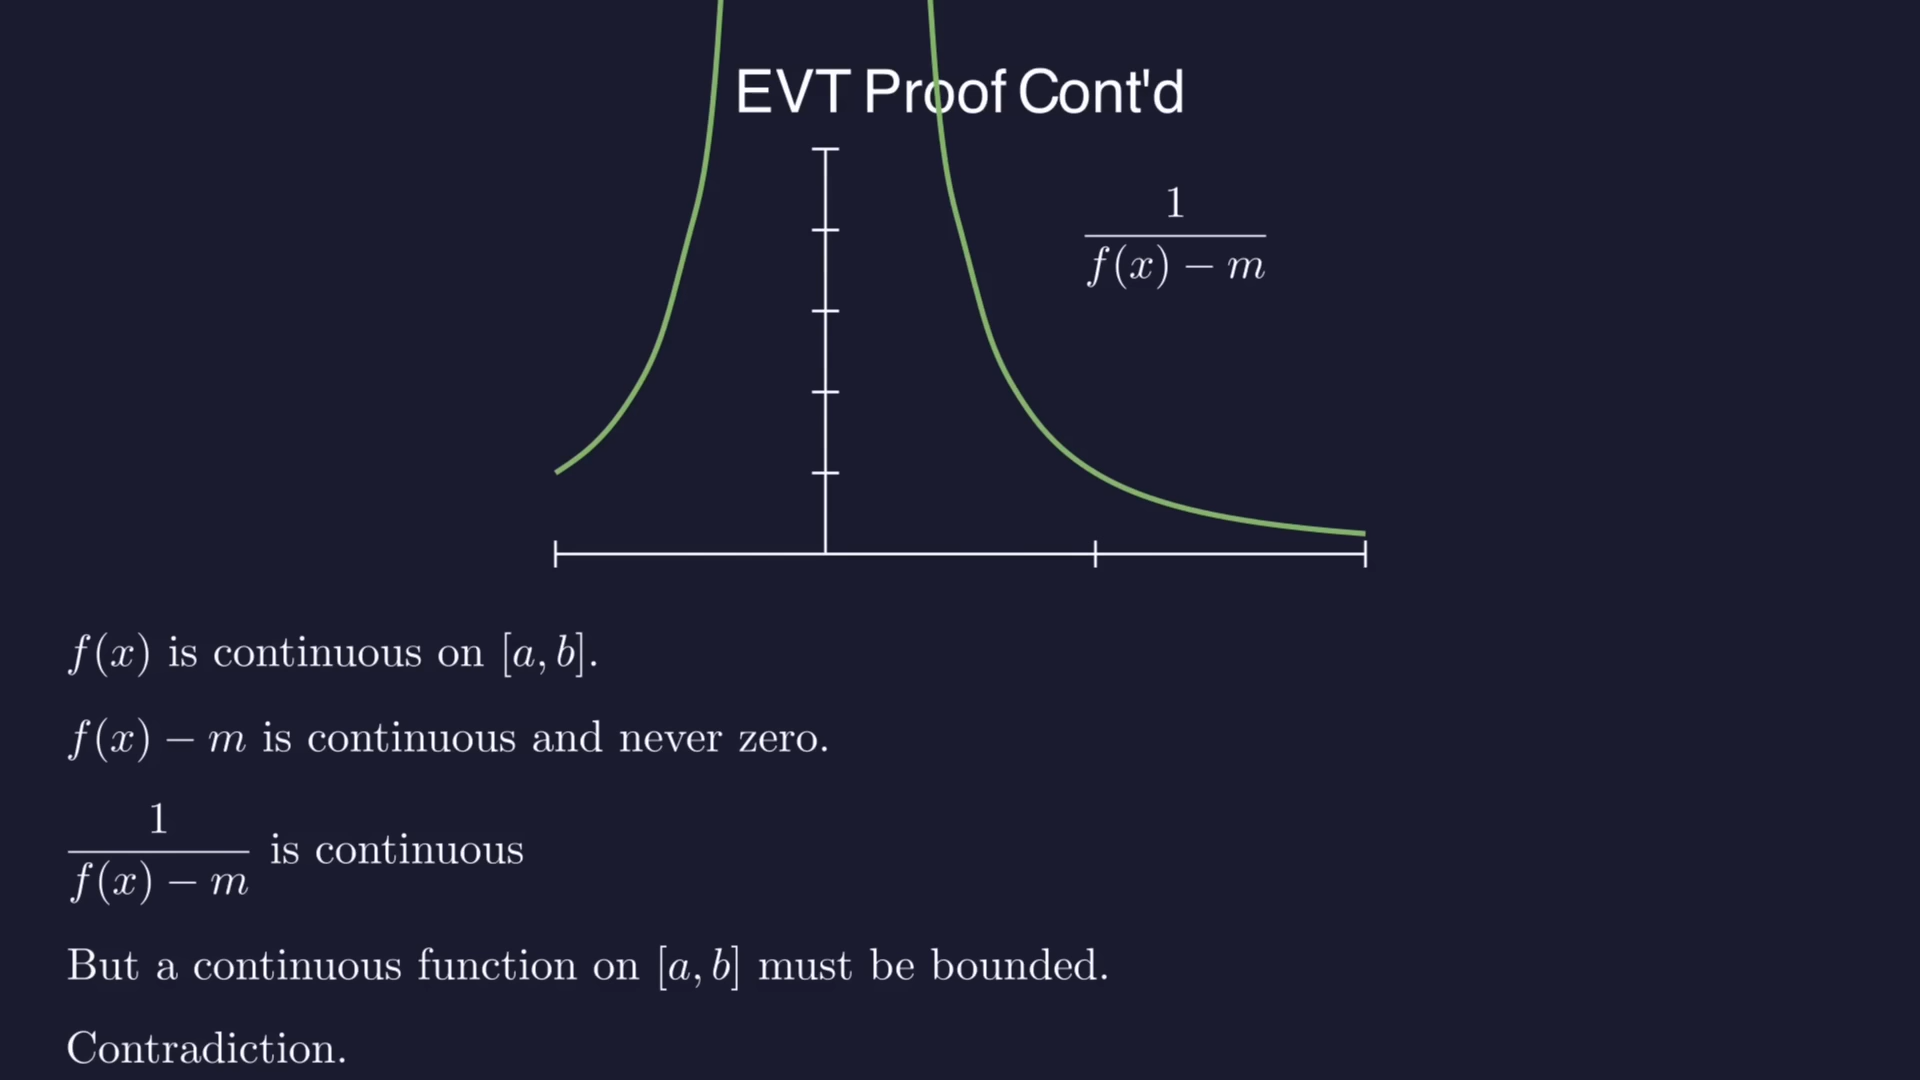 EVT Proof Cont'd
1
f(x) − m
f(x) is continuous on [a, b].
f(x) − m is continuous and never zero.
1
f(x) − m is continuous
But a continuous function on [a, b] must be bounded.
Contradiction.